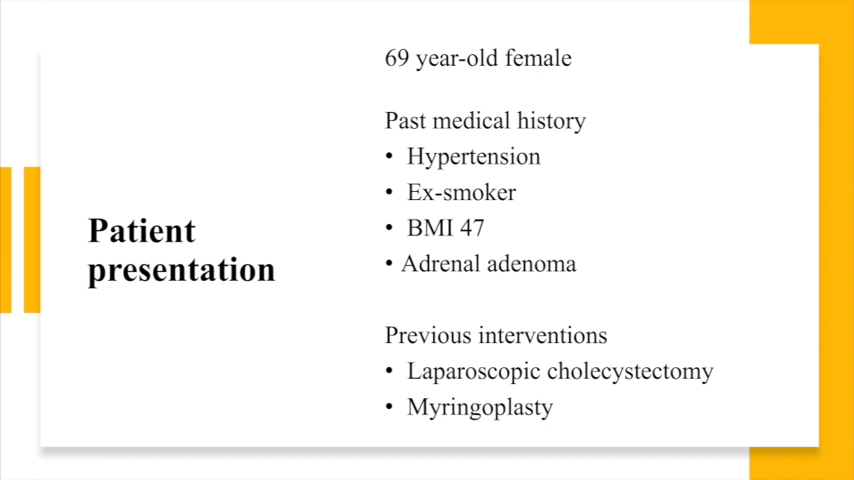 Patient
presentation
69 year-old female
Past medical history
• Hypertension
• Ex-smoker
• BMI 47
• Adrenal adenoma
Previous interventions
• Laparoscopic cholecystectomy
• Myringoplasty